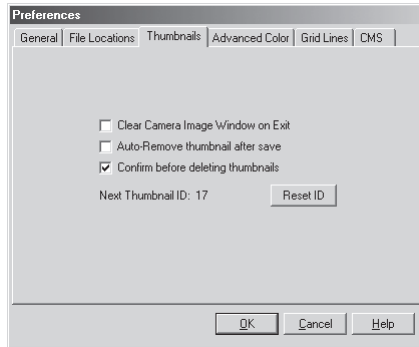 Preferences
General File Locations Thumbnails Advanced Color Grid Lines CMS
Clear Camera Image Window on Exit
Auto-Remove thumbnail after save
Confirm before deleting thumbnails
Next Thumbnail ID: 17 Reset ID
OK Cancel Help